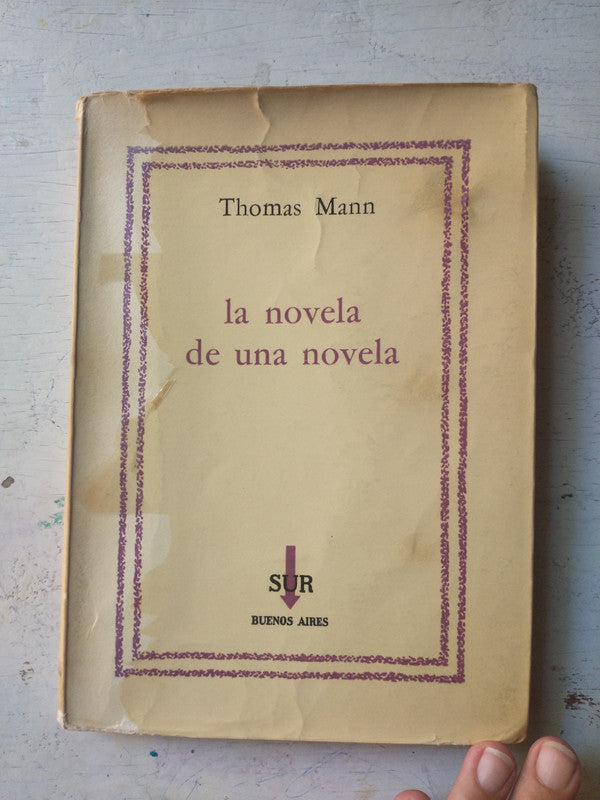 Thomas Mann
la novela
de una novela
SUR
BUENOS AIRES